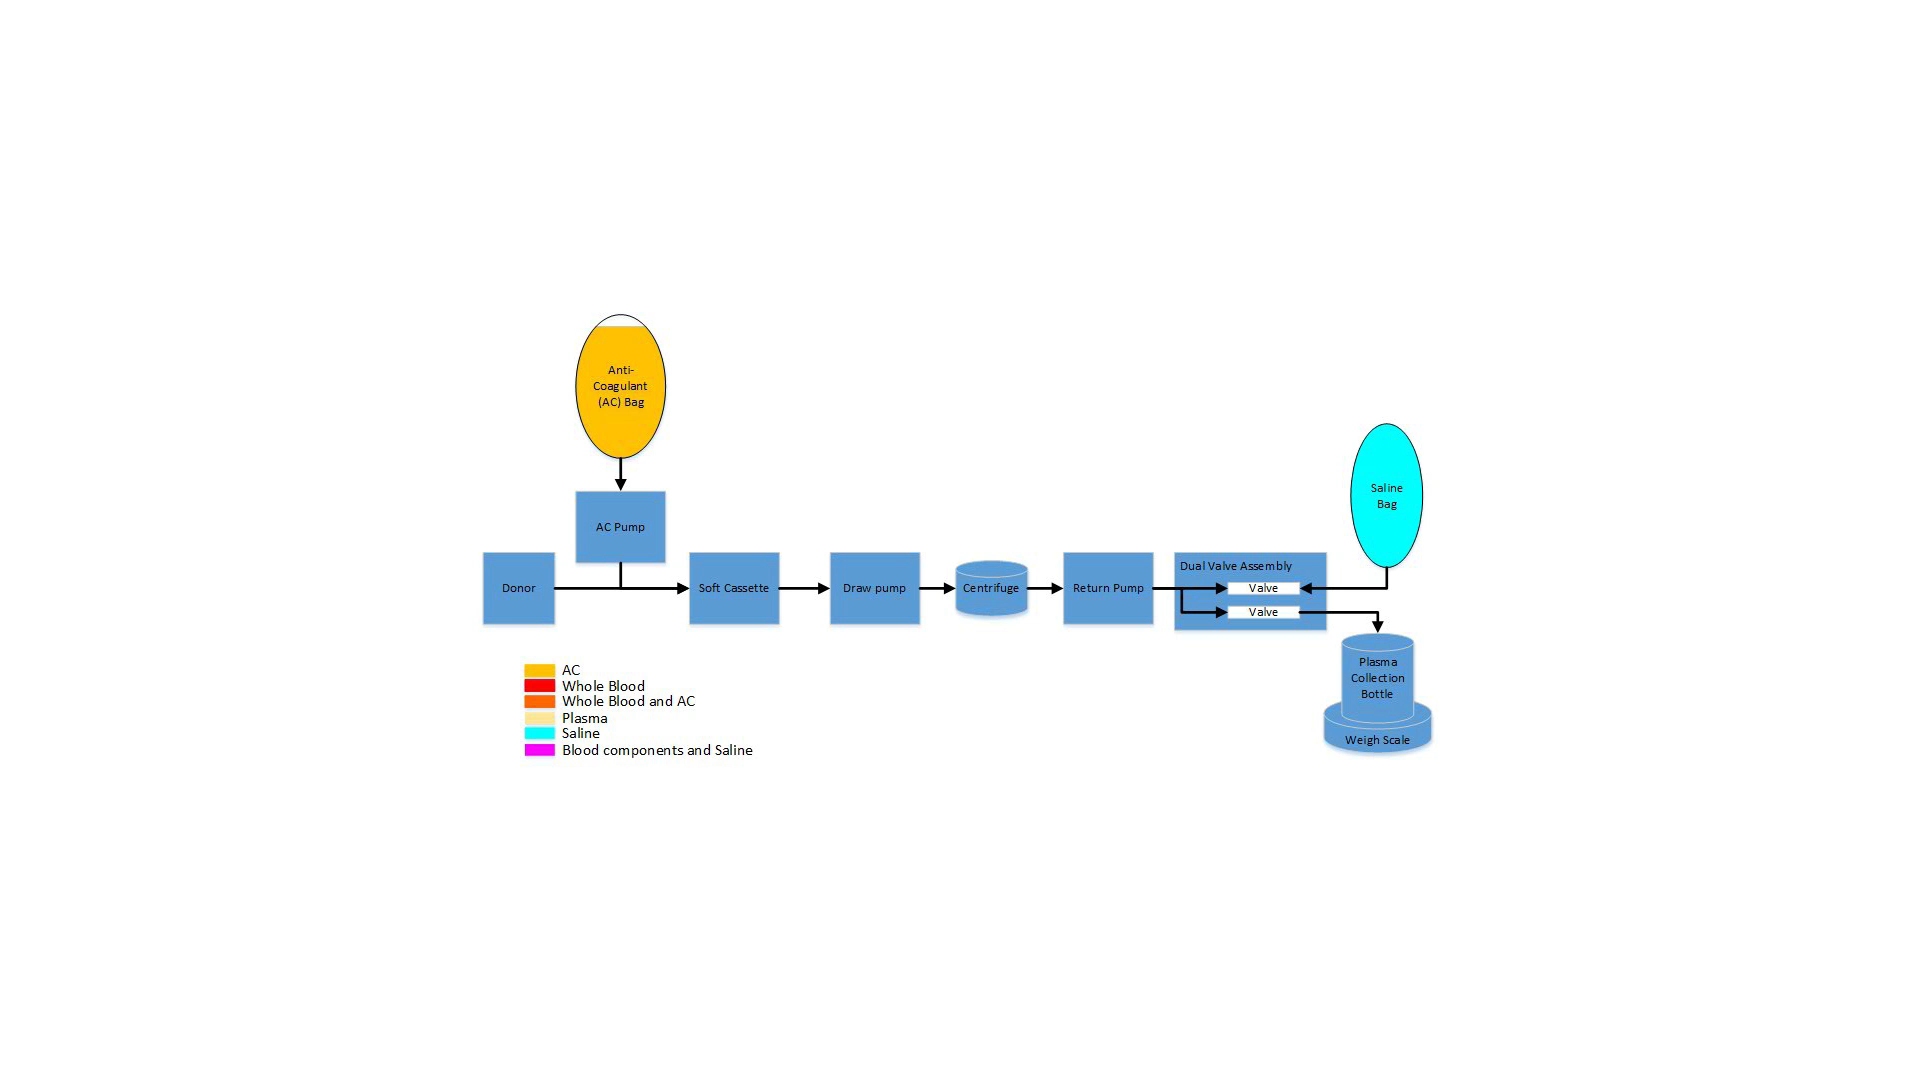 Anti-
Coagulant
(AC) Bag
Saline
Bag
AC Pump
Donor
Soft Cassette
Draw pump
Centrifuge
Return Pump
Dual Valve Assembly
Valve
Valve
Plasma
Collection
Bottle
Weigh Scale
AC
Whole Blood
Whole Blood and AC
Plasma
Saline
Blood components and Saline